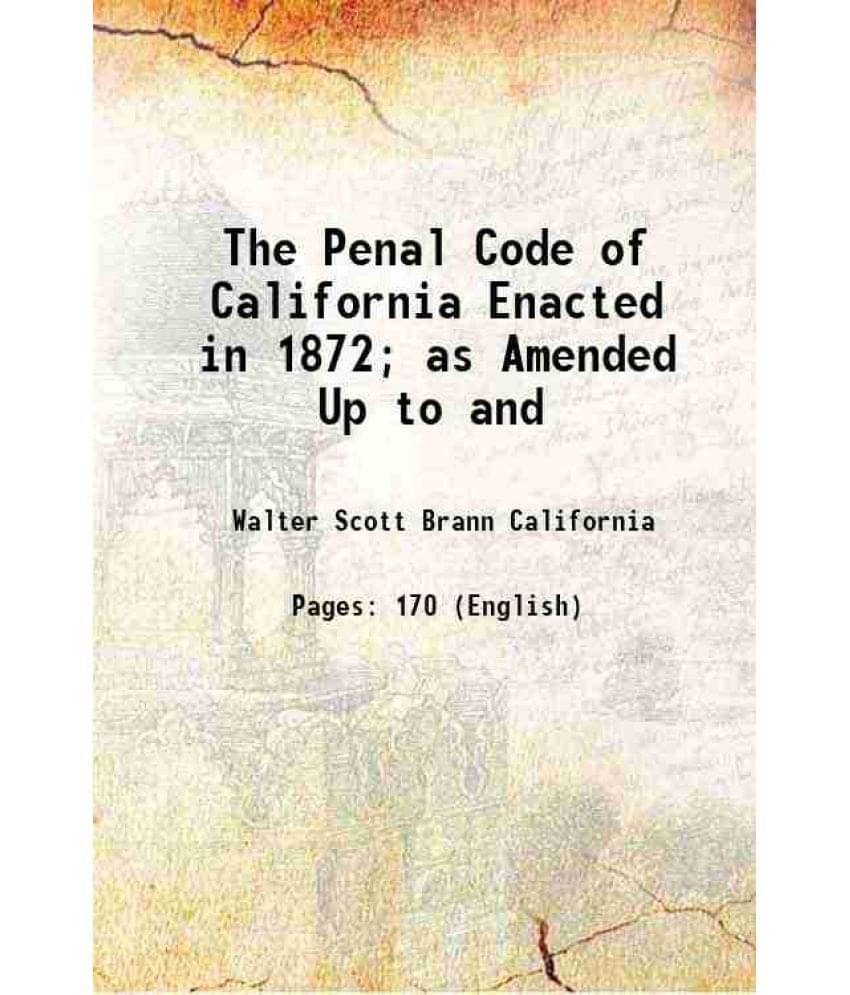 The Penal Code of
California Enacted
in 1872; as Amended
Up to and
Walter Scott Brann California
Pages: 170 (English)